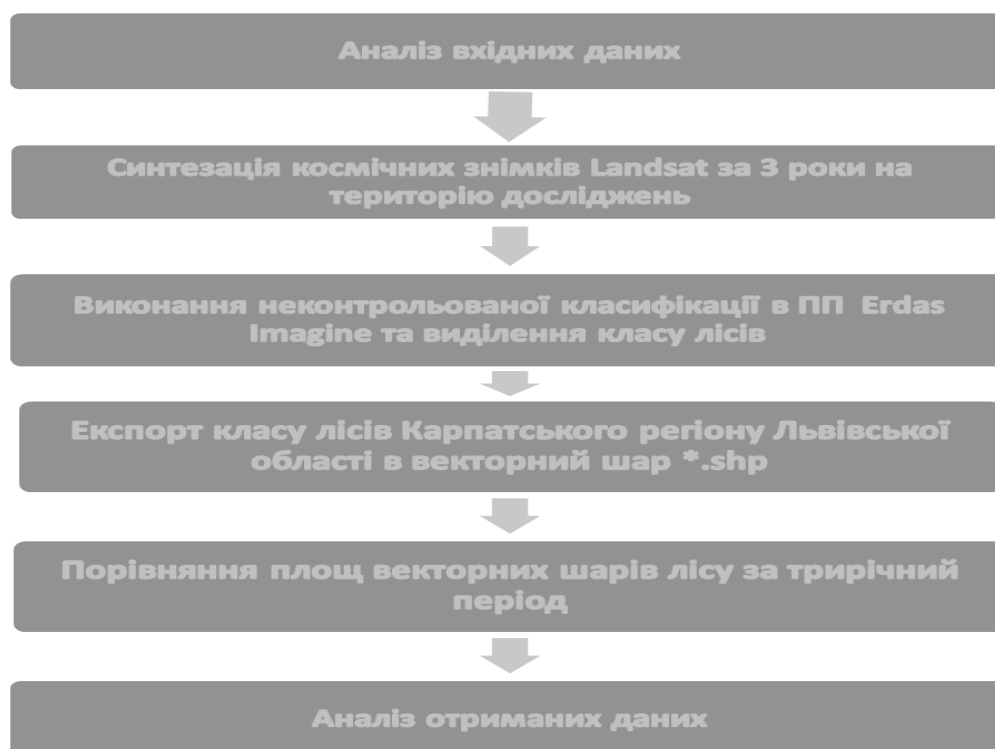 Аналіз вхідних даних
Синтезація космічних знімків Landsat за 3 роки на
територію досліджень
Виконання неконтрольованої класифікації в ПП Erdas
Imagine та виділення класу лісів
Експорт класу лісів Карпатського регіону Львівської
області в векторний шар *.shp
Порівняння площ векторних шарів лісу за трирічний
період
Аналіз отриманих даних